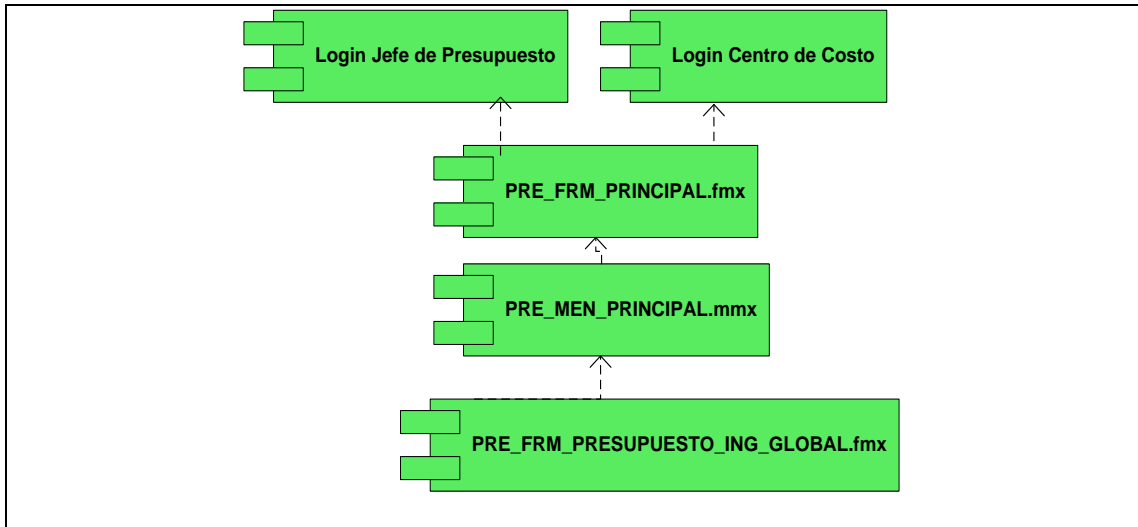 Login Jefe de Presupuesto
Login Centro de Costo
PRE_FRM_PRINCIPAL.fmx
PRE_MEN_PRINCIPAL.mmx
PRE_FRM_PRESUPUESTO_ING_GLOBAL.fmx